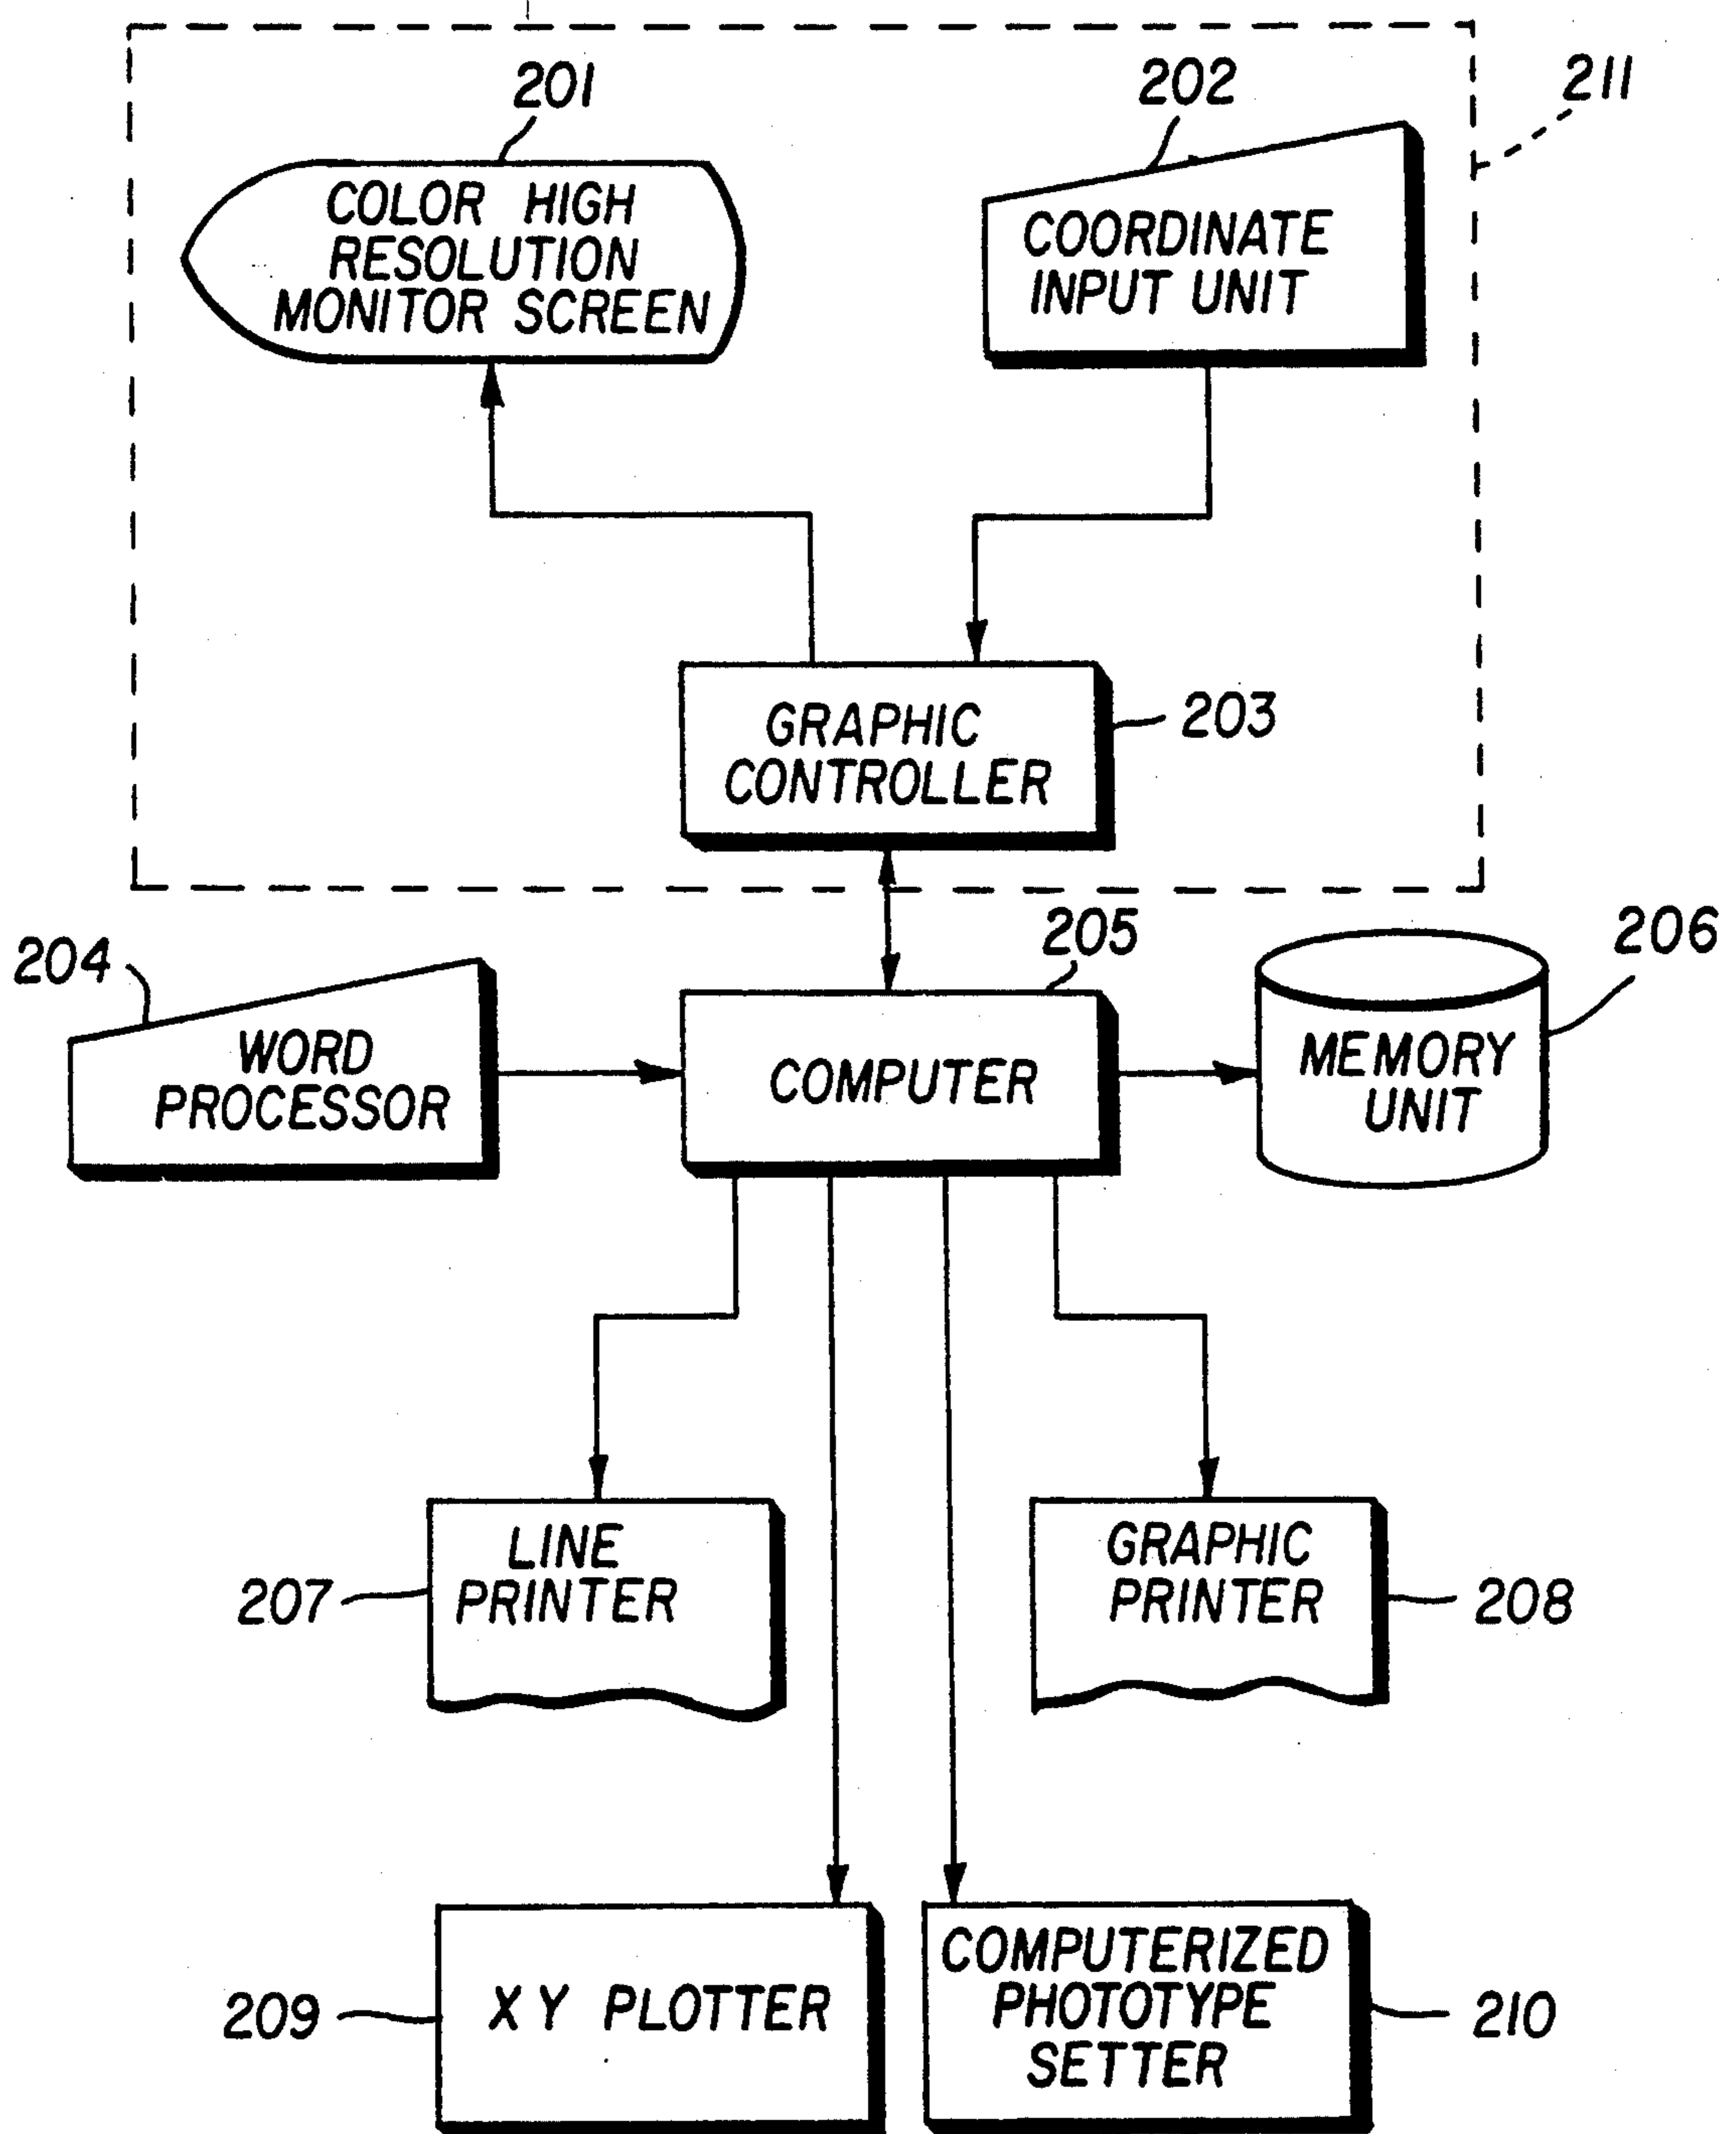 201
202
211
COLOR HIGH
RESOLUTION
MONITOR SCREEN
COORDINATE
INPUT UNIT
GRAPHIC
CONTROLLER
203
204
205
206
WORD
PROCESSOR
COMPUTER
MEMORY
UNIT
LINE
PRINTER
207
GRAPHIC
PRINTER
208
209
XY PLOTTER
COMPUTERIZED
PHOTOTYPE
SETTER
210